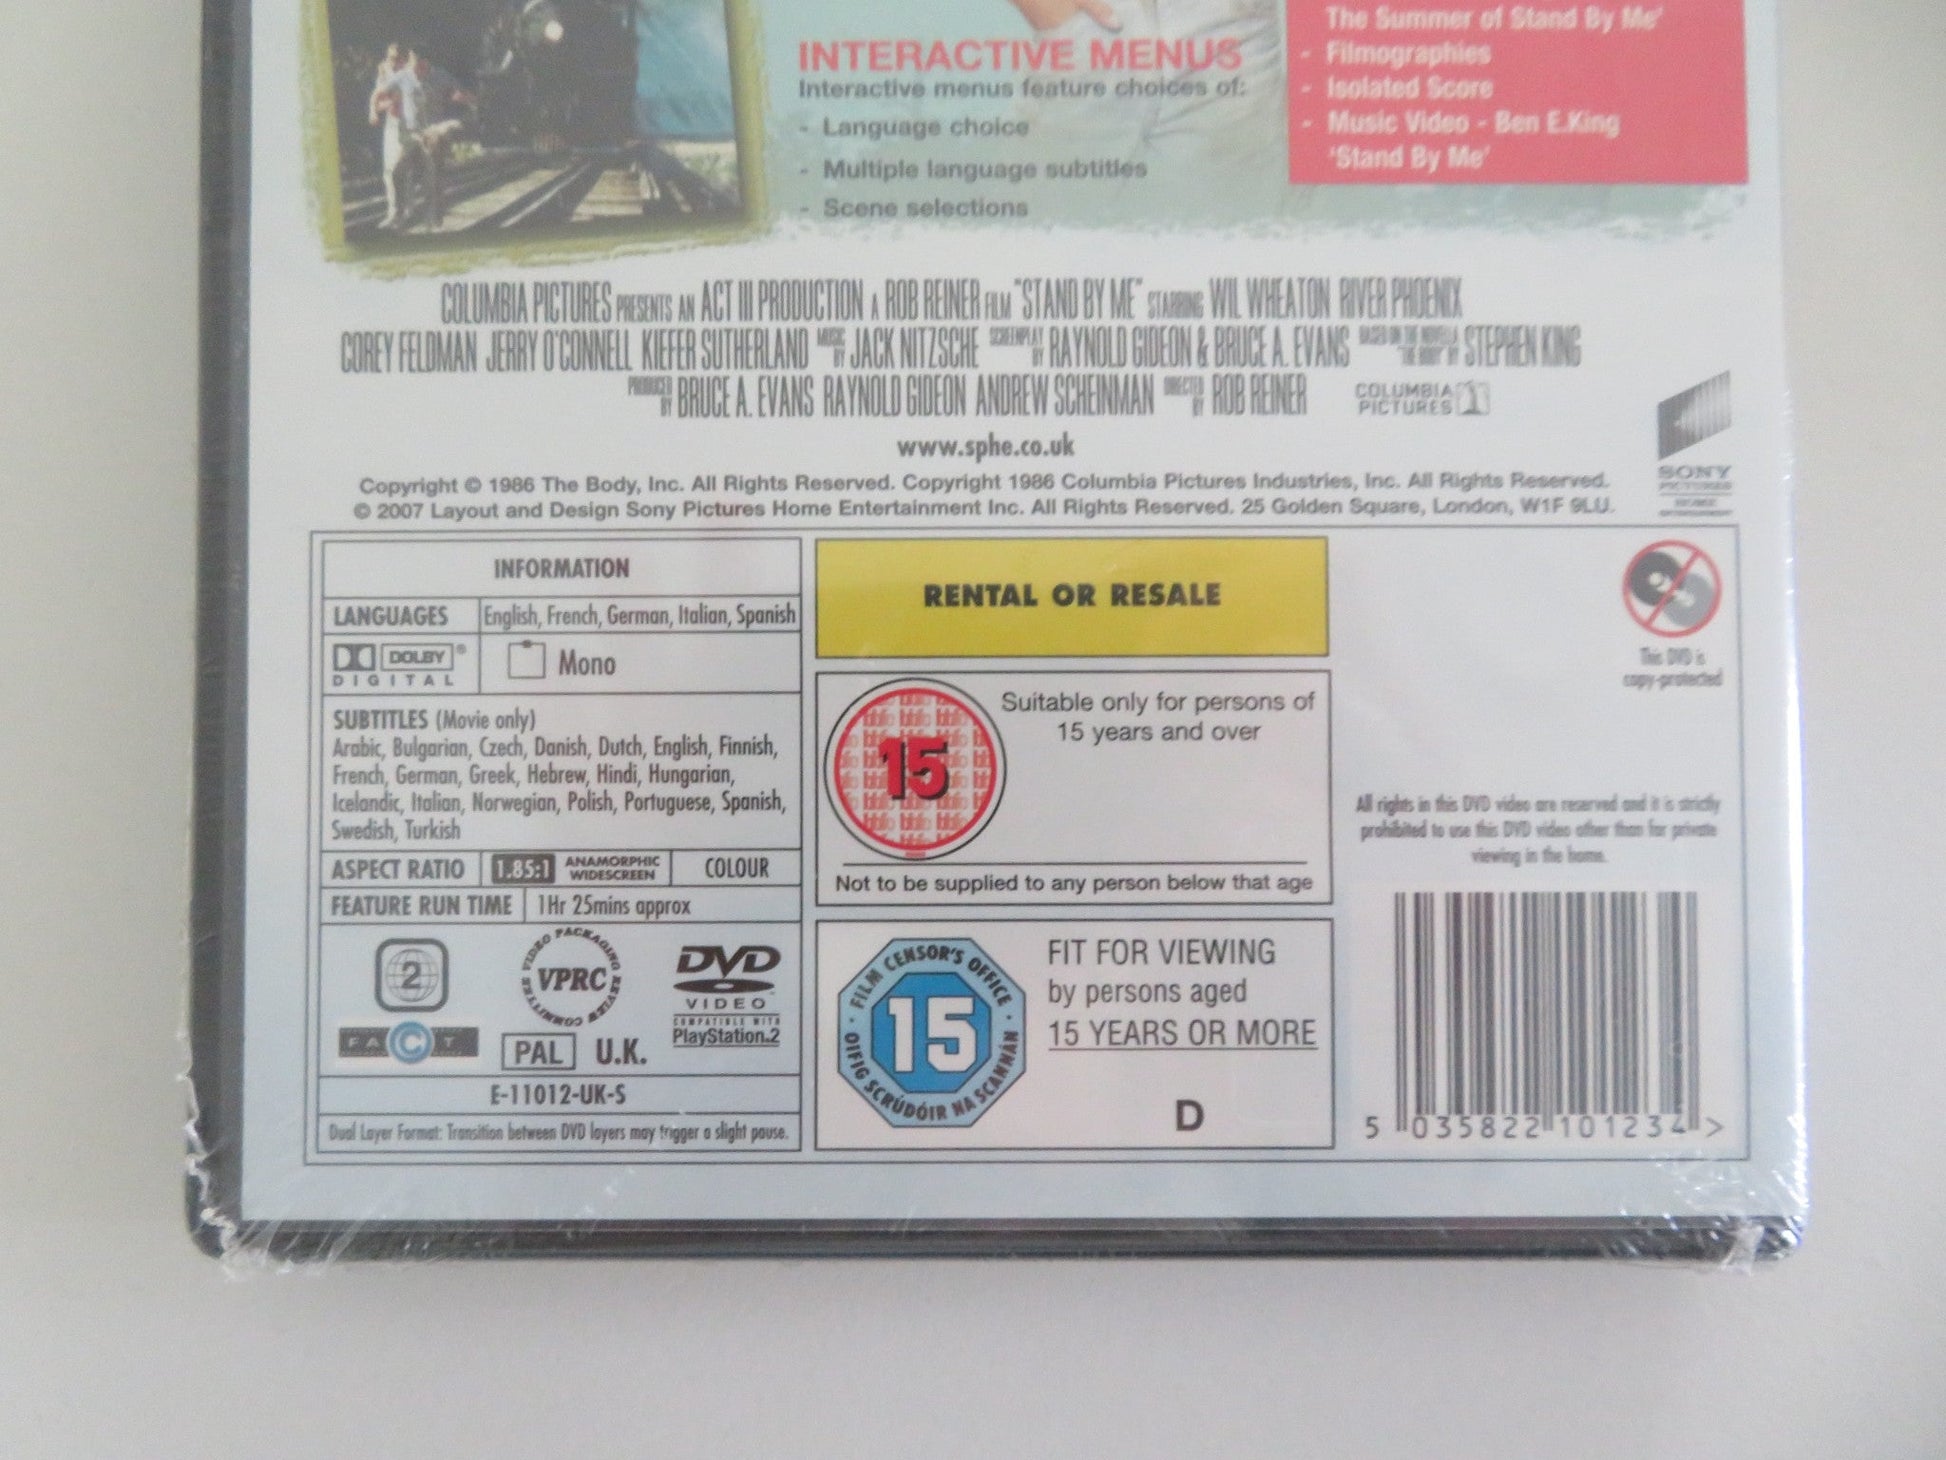 The Summer of Stand By Me'
- Filmographies
- Isolated Score
- Music Video - Ben E.King
'Stand By Me'
INTERACTIVE MENUS
Interactive menus feature choices of:
- Language choice
- Multiple language subtitles
- Scene selections
COLUMBIA PICTURES PRESENTS AN ACT III PRODUCTION A ROB REINER FILM "STAND BY ME" STARRING WIL WHEATON RIVER PHOENIX
COREY FELDMAN JERRY O'CONNELL KIEFER SUTHERLAND MUSIC BY JACK NITZSCHE SCREENPLAY BY RAYNOLD GIDEON & BRUCE A. EVANS BASED ON THE NOVELLA "THE BODY" BY STEPHEN KING
PRODUCED BY BRUCE A. EVANS RAYNOLD GIDEON ANDREW SCHEINMAN DIRECTED BY ROB REINER
COLUMBIA
PICTURES
www.sphe.co.uk
SONY
PICTURES
HOME
ENTERTAINMENT
Copyright © 1986 The Body, Inc. All Rights Reserved. Copyright 1986 Columbia Pictures Industries, Inc. All Rights Reserved.
© 2007 Layout and Design Sony Pictures Home Entertainment Inc. All Rights Reserved. 25 Golden Square, London, W1F 9LU.
INFORMATION
LANGUAGES English, French, German, Italian, Spanish
DOLBY®
DIGITAL
Mono
SUBTITLES (Movie only)
Arabic, Bulgarian, Czech, Danish, Dutch, English, Finnish,
French, German, Greek, Hebrew, Hindi, Hungarian,
Icelandic, Italian, Norwegian, Polish, Portuguese, Spanish,
Swedish, Turkish
ASPECT RATIO 1.85:1 ANAMORPHIC WIDESCREEN COLOUR
FEATURE RUN TIME 1Hr 25mins approx
2
VIDEO PACKAGING REVIEW COMMITTEE
VPRC
DVD
VIDEO
COMPATIBLE WITH
PlayStation.2
FACT
PAL U.K.
E-11012-UK-S
Dual Layer Format: Transition between DVD layers may trigger a slight pause.
RENTAL OR RESALE
15
Suitable only for persons of
15 years and over
Not to be supplied to any person below that age
FILM CENSOR'S OFFICE
15
OIFIG SCRÚDÓIR NA SCANNÁN
FIT FOR VIEWING
by persons aged
15 YEARS OR MORE
D
This DVD is
copy-protected
All rights in this DVD video are reserved and it is strictly
prohibited to use this DVD video other than for private
viewing in the home.
5 035822 101234 >